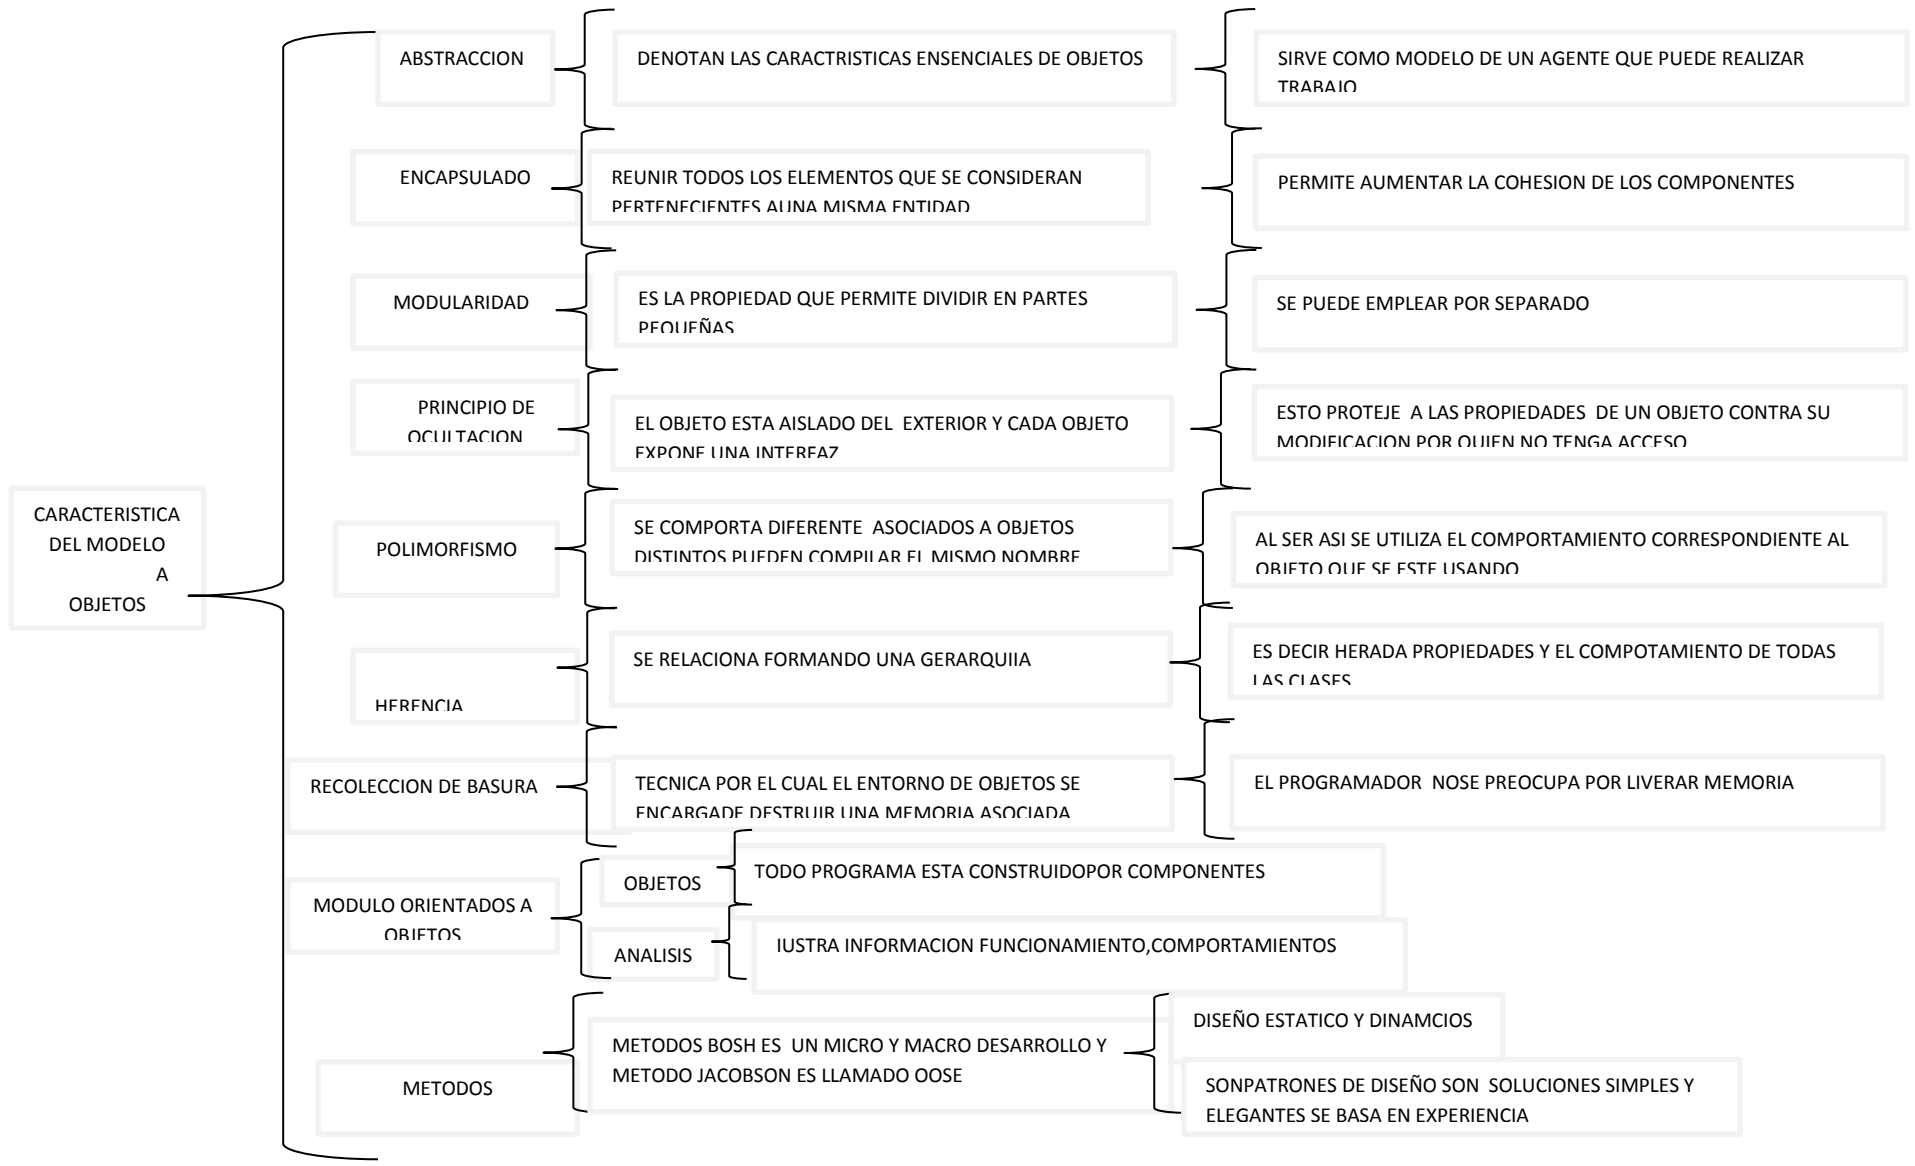 CARACTERISTICA
DEL MODELO
A
OBJETOS
ABSTRACCION
DENOTAN LAS CARACTRISTICAS ENSENCIALES DE OBJETOS
SIRVE COMO MODELO DE UN AGENTE QUE PUEDE REALIZAR
TRABAJO
ENCAPSULADO
REUNIR TODOS LOS ELEMENTOS QUE SE CONSIDERAN
PERTENECIENTES AUNA MISMA ENTIDAD
PERMITE AUMENTAR LA COHESION DE LOS COMPONENTES
MODULARIDAD
ES LA PROPIEDAD QUE PERMITE DIVIDIR EN PARTES
PEQUEÑAS
SE PUEDE EMPLEAR POR SEPARADO
PRINCIPIO DE
OCULTACION
EL OBJETO ESTA AISLADO DEL EXTERIOR Y CADA OBJETO
EXPONE UNA INTERFAZ
ESTO PROTEJE A LAS PROPIEDADES DE UN OBJETO CONTRA SU
MODIFICACION POR QUIEN NO TENGA ACCESO
POLIMORFISMO
SE COMPORTA DIFERENTE ASOCIADOS A OBJETOS
DISTINTOS PUEDEN COMPILAR EL MISMO NOMBRE
AL SER ASI SE UTILIZA EL COMPORTAMIENTO CORRESPONDIENTE AL
OBJETO QUE SE ESTE USANDO
HERENCIA
SE RELACIONA FORMANDO UNA GERARQUIIA
ES DECIR HERADA PROPIEDADES Y EL COMPOTAMIENTO DE TODAS
LAS CLASES
RECOLECCION DE BASURA
TECNICA POR EL CUAL EL ENTORNO DE OBJETOS SE
ENCARGADE DESTRUIR UNA MEMORIA ASOCIADA
EL PROGRAMADOR NOSE PREOCUPA POR LIVERAR MEMORIA
MODULO ORIENTADOS A
OBJETOS
OBJETOS
TODO PROGRAMA ESTA CONSTRUIDOPOR COMPONENTES
ANALISIS
IUSTRA INFORMACION FUNCIONAMIENTO,COMPORTAMIENTOS
METODOS
METODOS BOSH ES UN MICRO Y MACRO DESARROLLO Y
METODO JACOBSON ES LLAMADO OOSE
DISEÑO ESTATICO Y DINAMCIOS
SONPATRONES DE DISEÑO SON SOLUCIONES SIMPLES Y
ELEGANTES SE BASA EN EXPERIENCIA